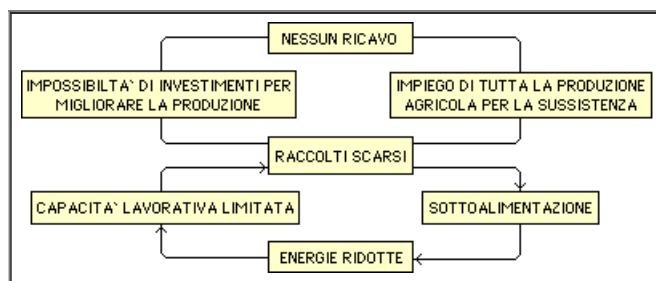 NESSUN RICAVO
IMPOSSIBILTA` DI INVESTIMENTI PER
MIGLIORARE LA PRODUZIONE
IMPIEGO DI TUTTA LA PRODUZIONE
AGRICOLA PER LA SUSSISTENZA
RACCOLTI SCARSI
CAPACITA` LAVORATIVA LIMITATA
SOTTOALIMENTAZIONE
ENERGIE RIDOTTE